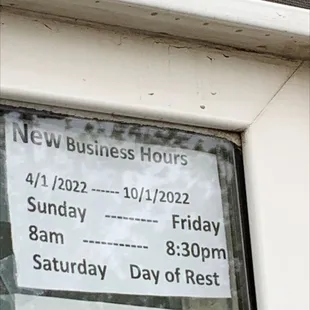 New Business Hours
4/1/2022 ------ 10/1/2022
Sunday --------- Friday
8am ----------- 8:30pm
Saturday Day of Rest